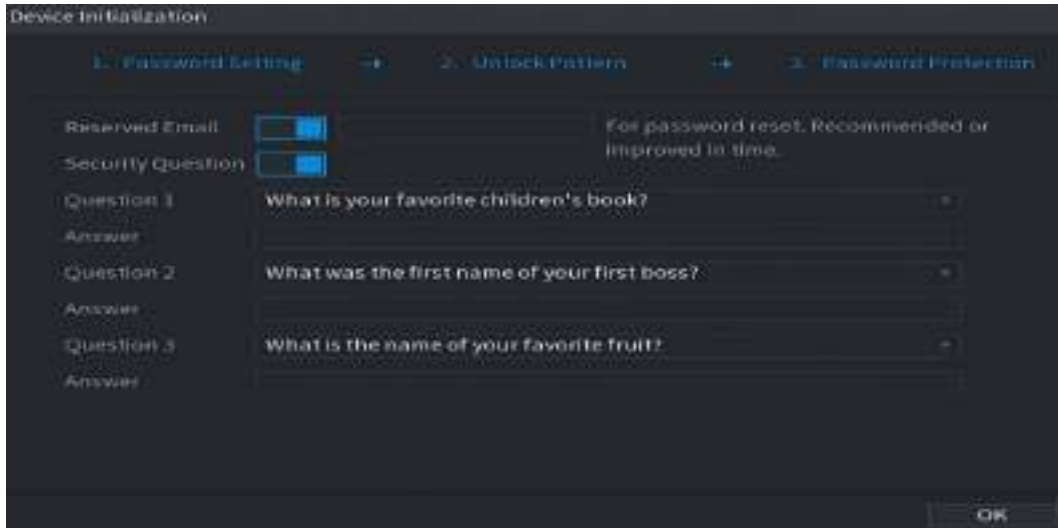 Device Initialization
1. Password Setting → 2. Unlock Pattern → 3. Password Protection
Reserved Email
For password reset. Recommended or
improved in time.
Security Question
Question 1 What is your favorite children's book?
Answer
Question 2 What was the first name of your first boss?
Answer
Question 3 What is the name of your favorite fruit?
Answer
OK